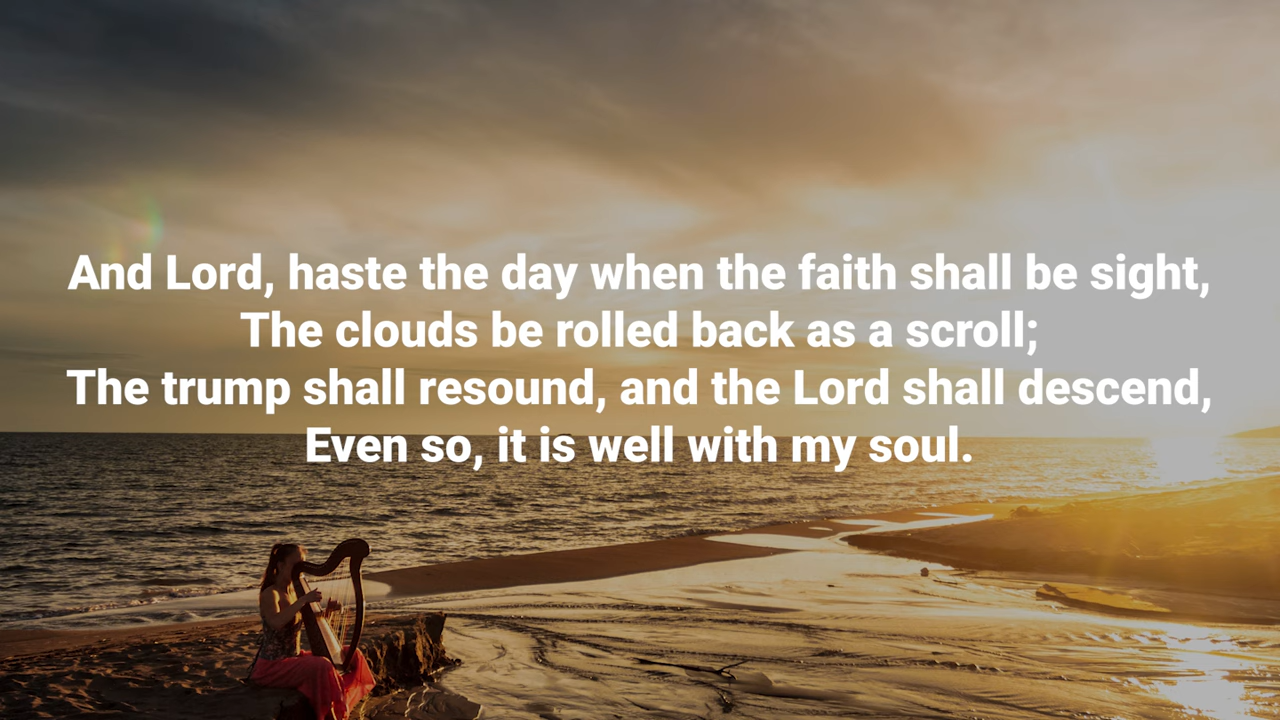 And Lord, haste the day when the faith shall be sight,
The clouds be rolled back as a scroll;
The trump shall resound, and the Lord shall descend,
Even so, it is well with my soul.